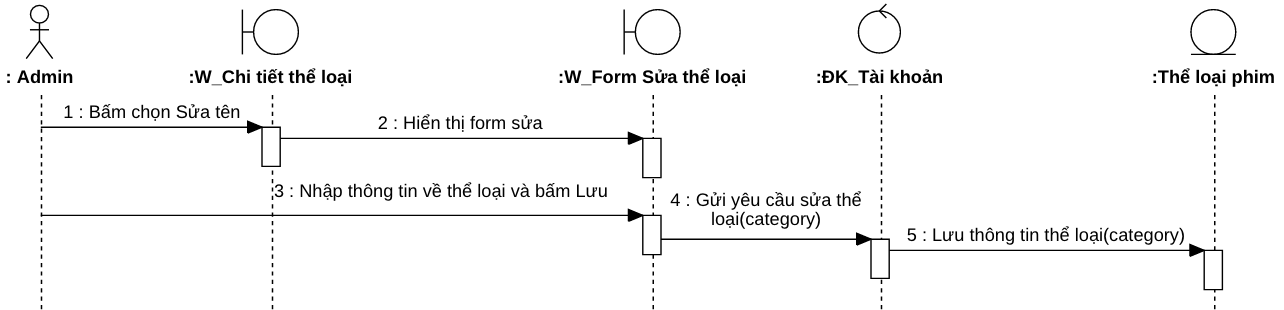 : Admin
:W_Chi tiết thể loại
:W_Form Sửa thể loại
:ĐK_Tài khoản
:Thể loại phim
1 : Bấm chọn Sửa tên
2 : Hiển thị form sửa
3 : Nhập thông tin về thể loại và bấm Lưu
4 : Gửi yêu cầu sửa thể
loại(category)
5 : Lưu thông tin thể loại(category)